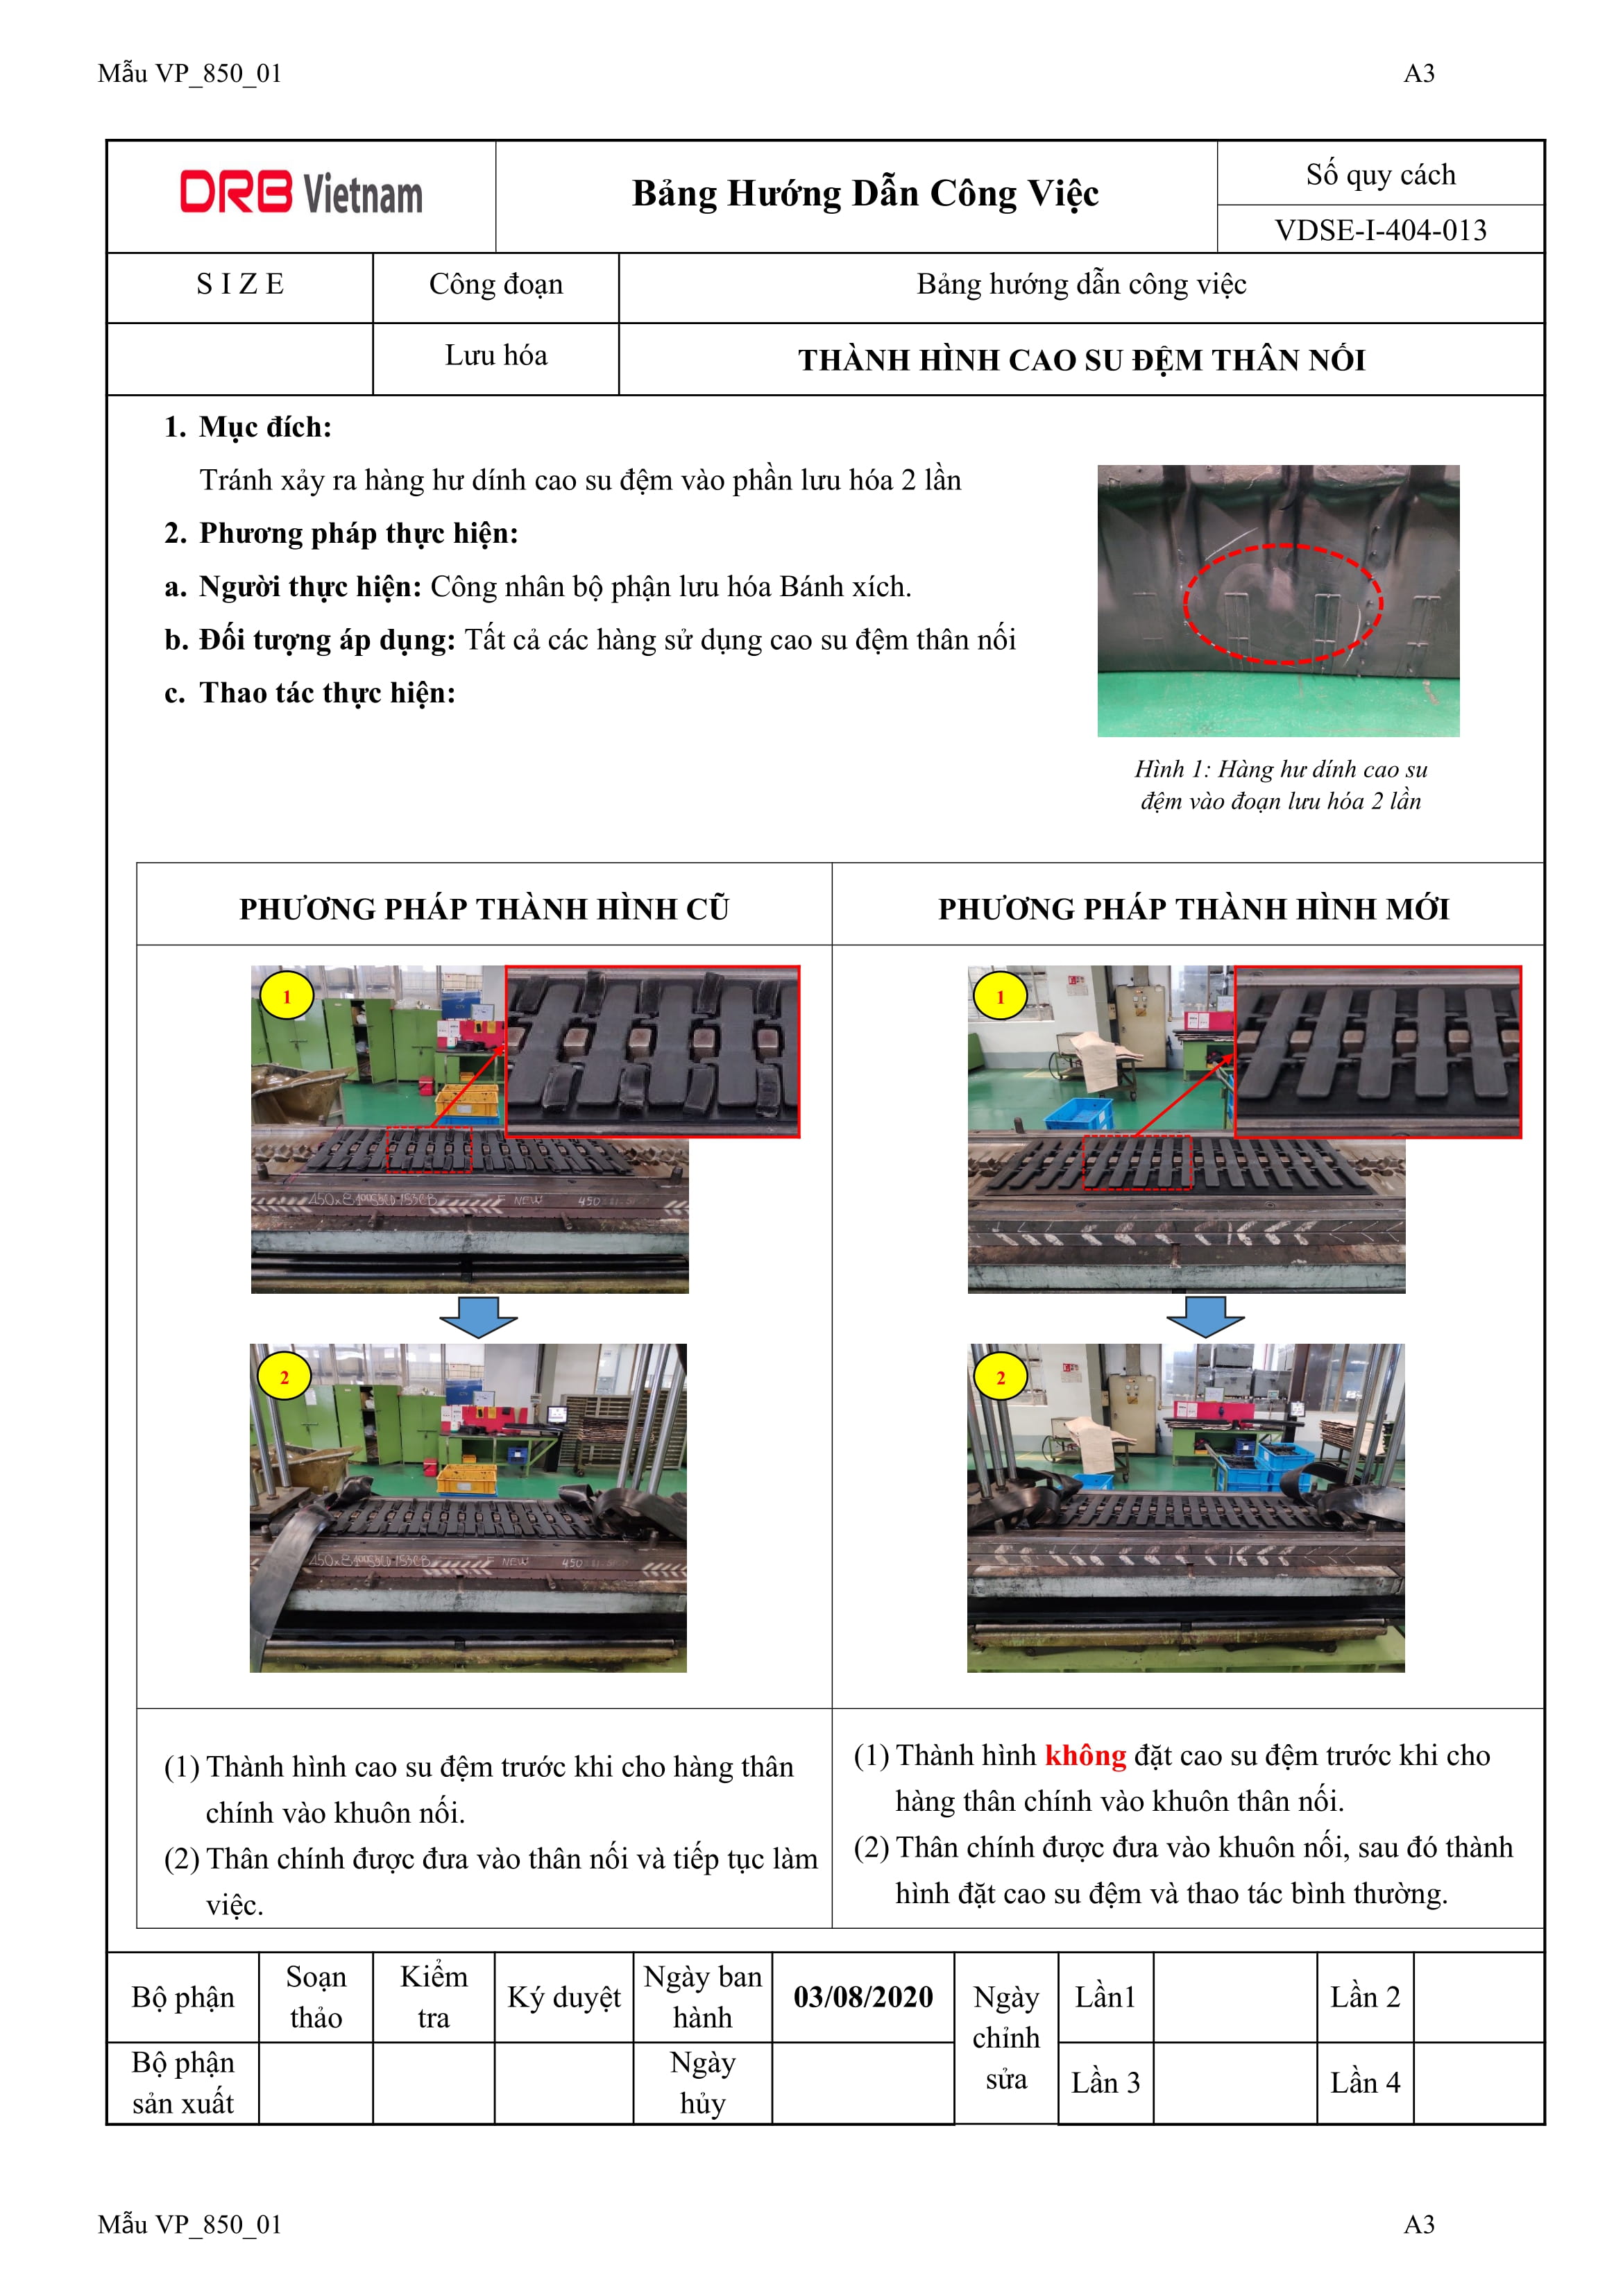 Mẫu VP_850_01
A3
DRB Vietnam
Bảng Hướng Dẫn Công Việc
Số quy cách
VDSE-I-404-013
S I Z E
Công đoạn
Bảng hướng dẫn công việc
Lưu hóa
THÀNH HÌNH CAO SU ĐỆM THÂN NỐI
1. Mục đích:
Tránh xảy ra hàng hư dính cao su đệm vào phần lưu hóa 2 lần
2. Phương pháp thực hiện:
a. Người thực hiện: Công nhân bộ phận lưu hóa Bánh xích.
b. Đối tượng áp dụng: Tất cả các hàng sử dụng cao su đệm thân nối
c. Thao tác thực hiện:
Hình 1: Hàng hư dính cao su
đệm vào đoạn lưu hóa 2 lần
PHƯƠNG PHÁP THÀNH HÌNH CŨ
PHƯƠNG PHÁP THÀNH HÌNH MỚI
1
1
NEW
450
2
2
NEW
450
(1) Thành hình cao su đệm trước khi cho hàng thân
chính vào khuôn nối.
(2) Thân chính được đưa vào thân nối và tiếp tục làm
việc.
(1) Thành hình không đặt cao su đệm trước khi cho
hàng thân chính vào khuôn thân nối.
(2) Thân chính được đưa vào khuôn nối, sau đó thành
hình đặt cao su đệm và thao tác bình thường.
Bộ phận
Soạn
thảo
Kiểm
tra
Ký duyệt
Ngày ban
hành
03/08/2020
Ngày
chỉnh
sửa
Lần1
Lần 2
Bộ phận
sản xuất
Ngày
hủy
Lần 3
Lần 4
Mẫu VP_850_01
A3